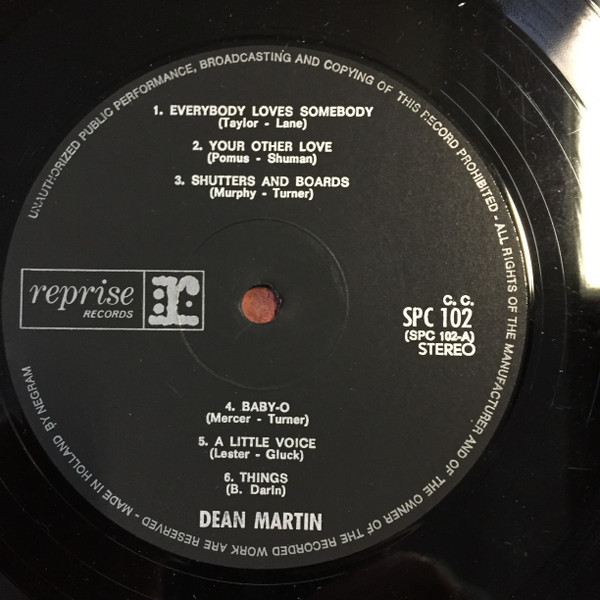 UNAUTHORIZED PUBLIC PERFORMANCE, BROADCASTING AND COPYING OF THIS RECORD PROHIBITED - ALL RIGHTS OF THE MANUFACTURER AND OF THE OWNER OF THE RECORDED WORK ARE RESERVED - MADE IN HOLLAND BY NEGRAM
1. EVERYBODY LOVES SOMEBODY
(Taylor - Lane)
2. YOUR OTHER LOVE
(Pomus - Shuman)
3. SHUTTERS AND BOARDS
(Murphy - Turner)
reprise
RECORDS
r:
C. C.
SPC 102
(SPC 102-A)
STEREO
4. BABY-O
(Mercer - Turner)
5. A LITTLE VOICE
(Lester - Gluck)
6. THINGS
(B. Darin)
DEAN MARTIN